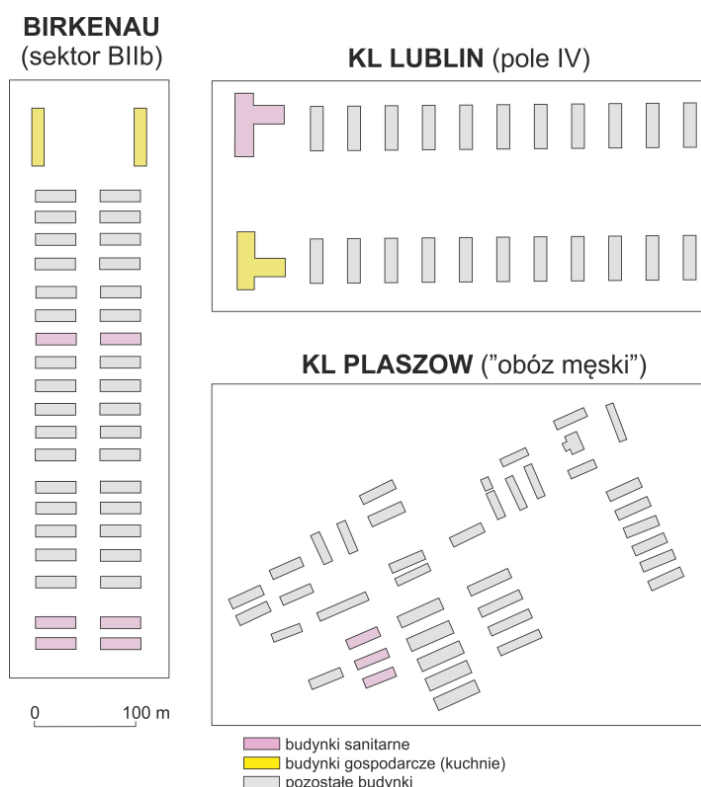 BIRKENAU
(sektor BIIb)
KL LUBLIN (pole IV)
KL PLASZOW ("obóz męski")
0 100 m
budynki sanitarne
budynki gospodarcze (kuchnie)
pozostałe budynki